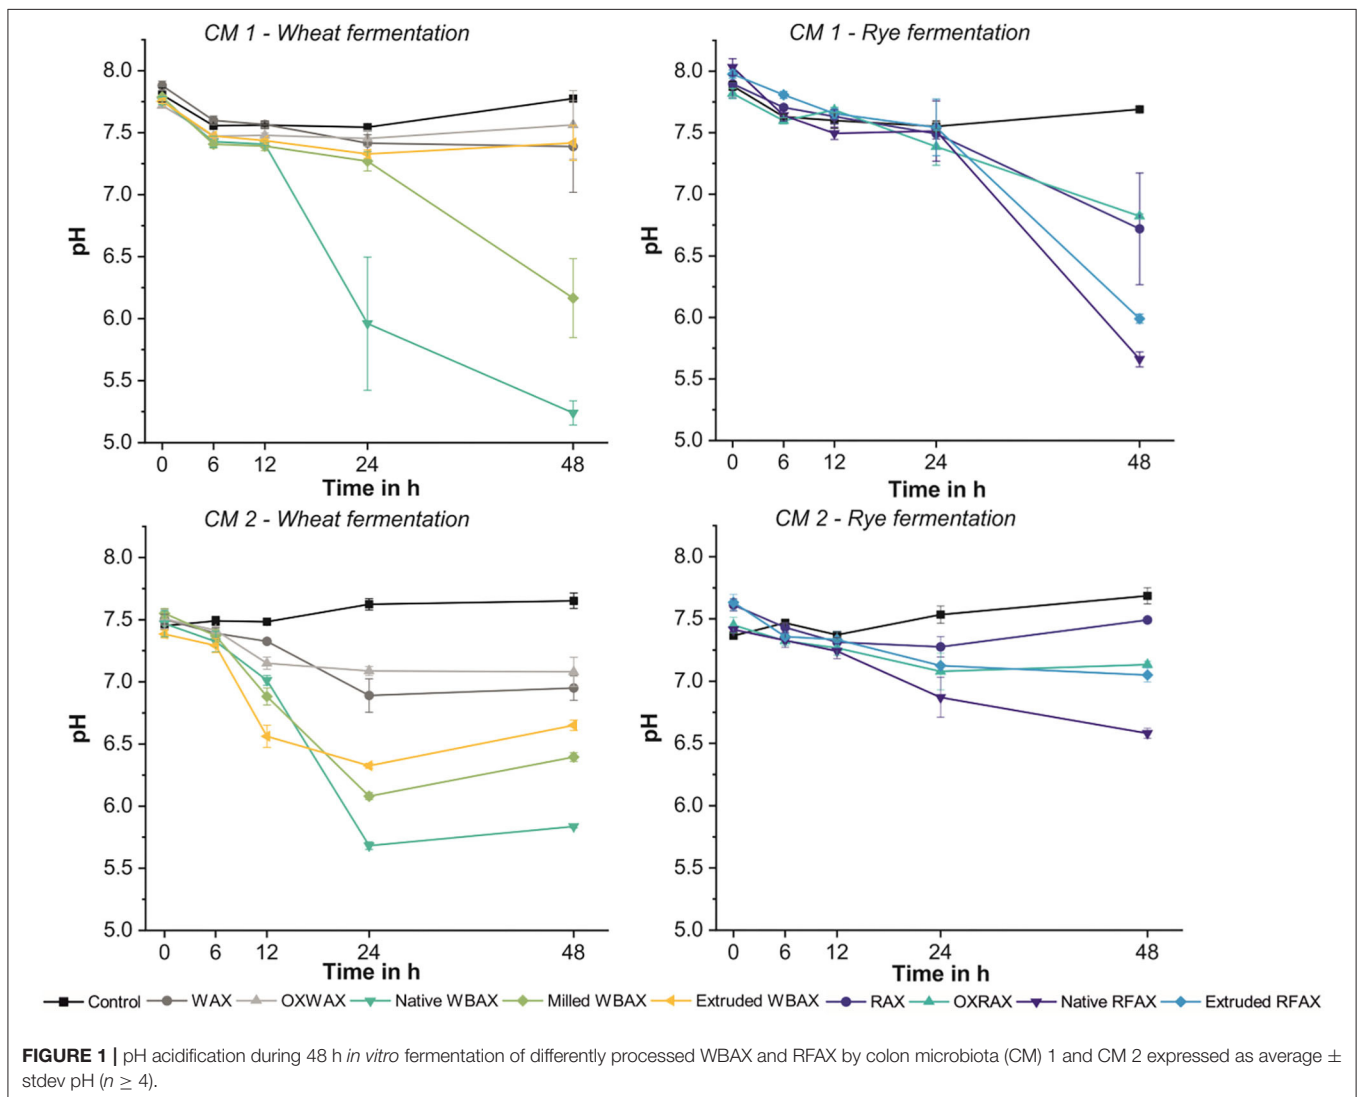 CM 1 - Wheat fermentation
8.0
7.5
7.0
6.5
6.0
5.5
5.0
pH
0 6 12 24 48
Time in h
CM 1 - Rye fermentation
8.0
7.5
7.0
6.5
6.0
5.5
5.0
pH
0 6 12 24 48
Time in h
CM 2 - Wheat fermentation
8.0
7.5
7.0
6.5
6.0
5.5
5.0
pH
0 6 12 24 48
Time in h
CM 2 - Rye fermentation
8.0
7.5
7.0
6.5
6.0
5.5
5.0
pH
0 6 12 24 48
Time in h
Control WAX OXWAX Native WBAX Milled WBAX Extruded WBAX RAX OXRAX Native RFAX Extruded RFAX
FIGURE 1 | pH acidification during 48 h in vitro fermentation of differently processed WBAX and RFAX by colon microbiota (CM) 1 and CM 2 expressed as average ±
stdev pH (n ≥ 4).